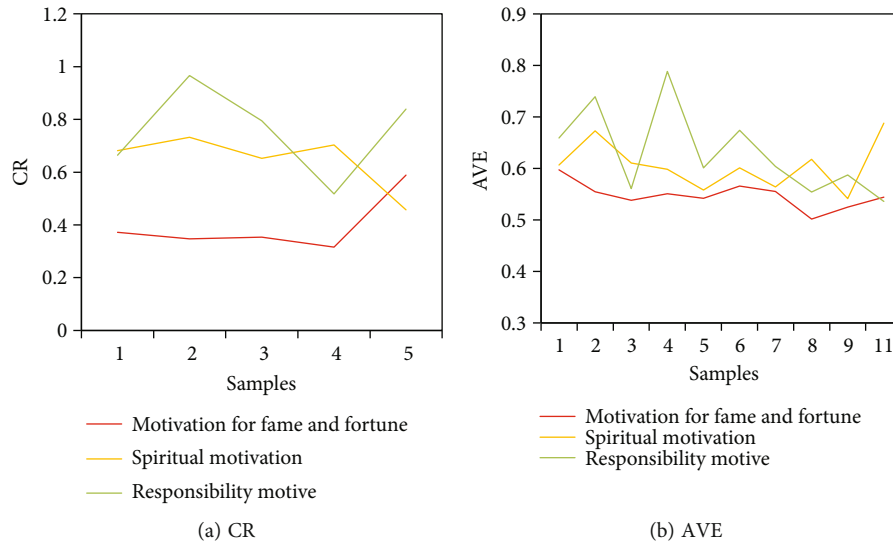 1.2
1
0.8
0.6
0.4
0.2
0
CR
1 2 3 4 5
Samples
Motivation for fame and fortune
Spiritual motivation
Responsibility motive
(a) CR
0.9
0.8
0.7
0.6
0.5
0.4
0.3
AVE
1 2 3 4 5 6 7 8 9 11
Samples
Motivation for fame and fortune
Spiritual motivation
Responsibility motive
(b) AVE